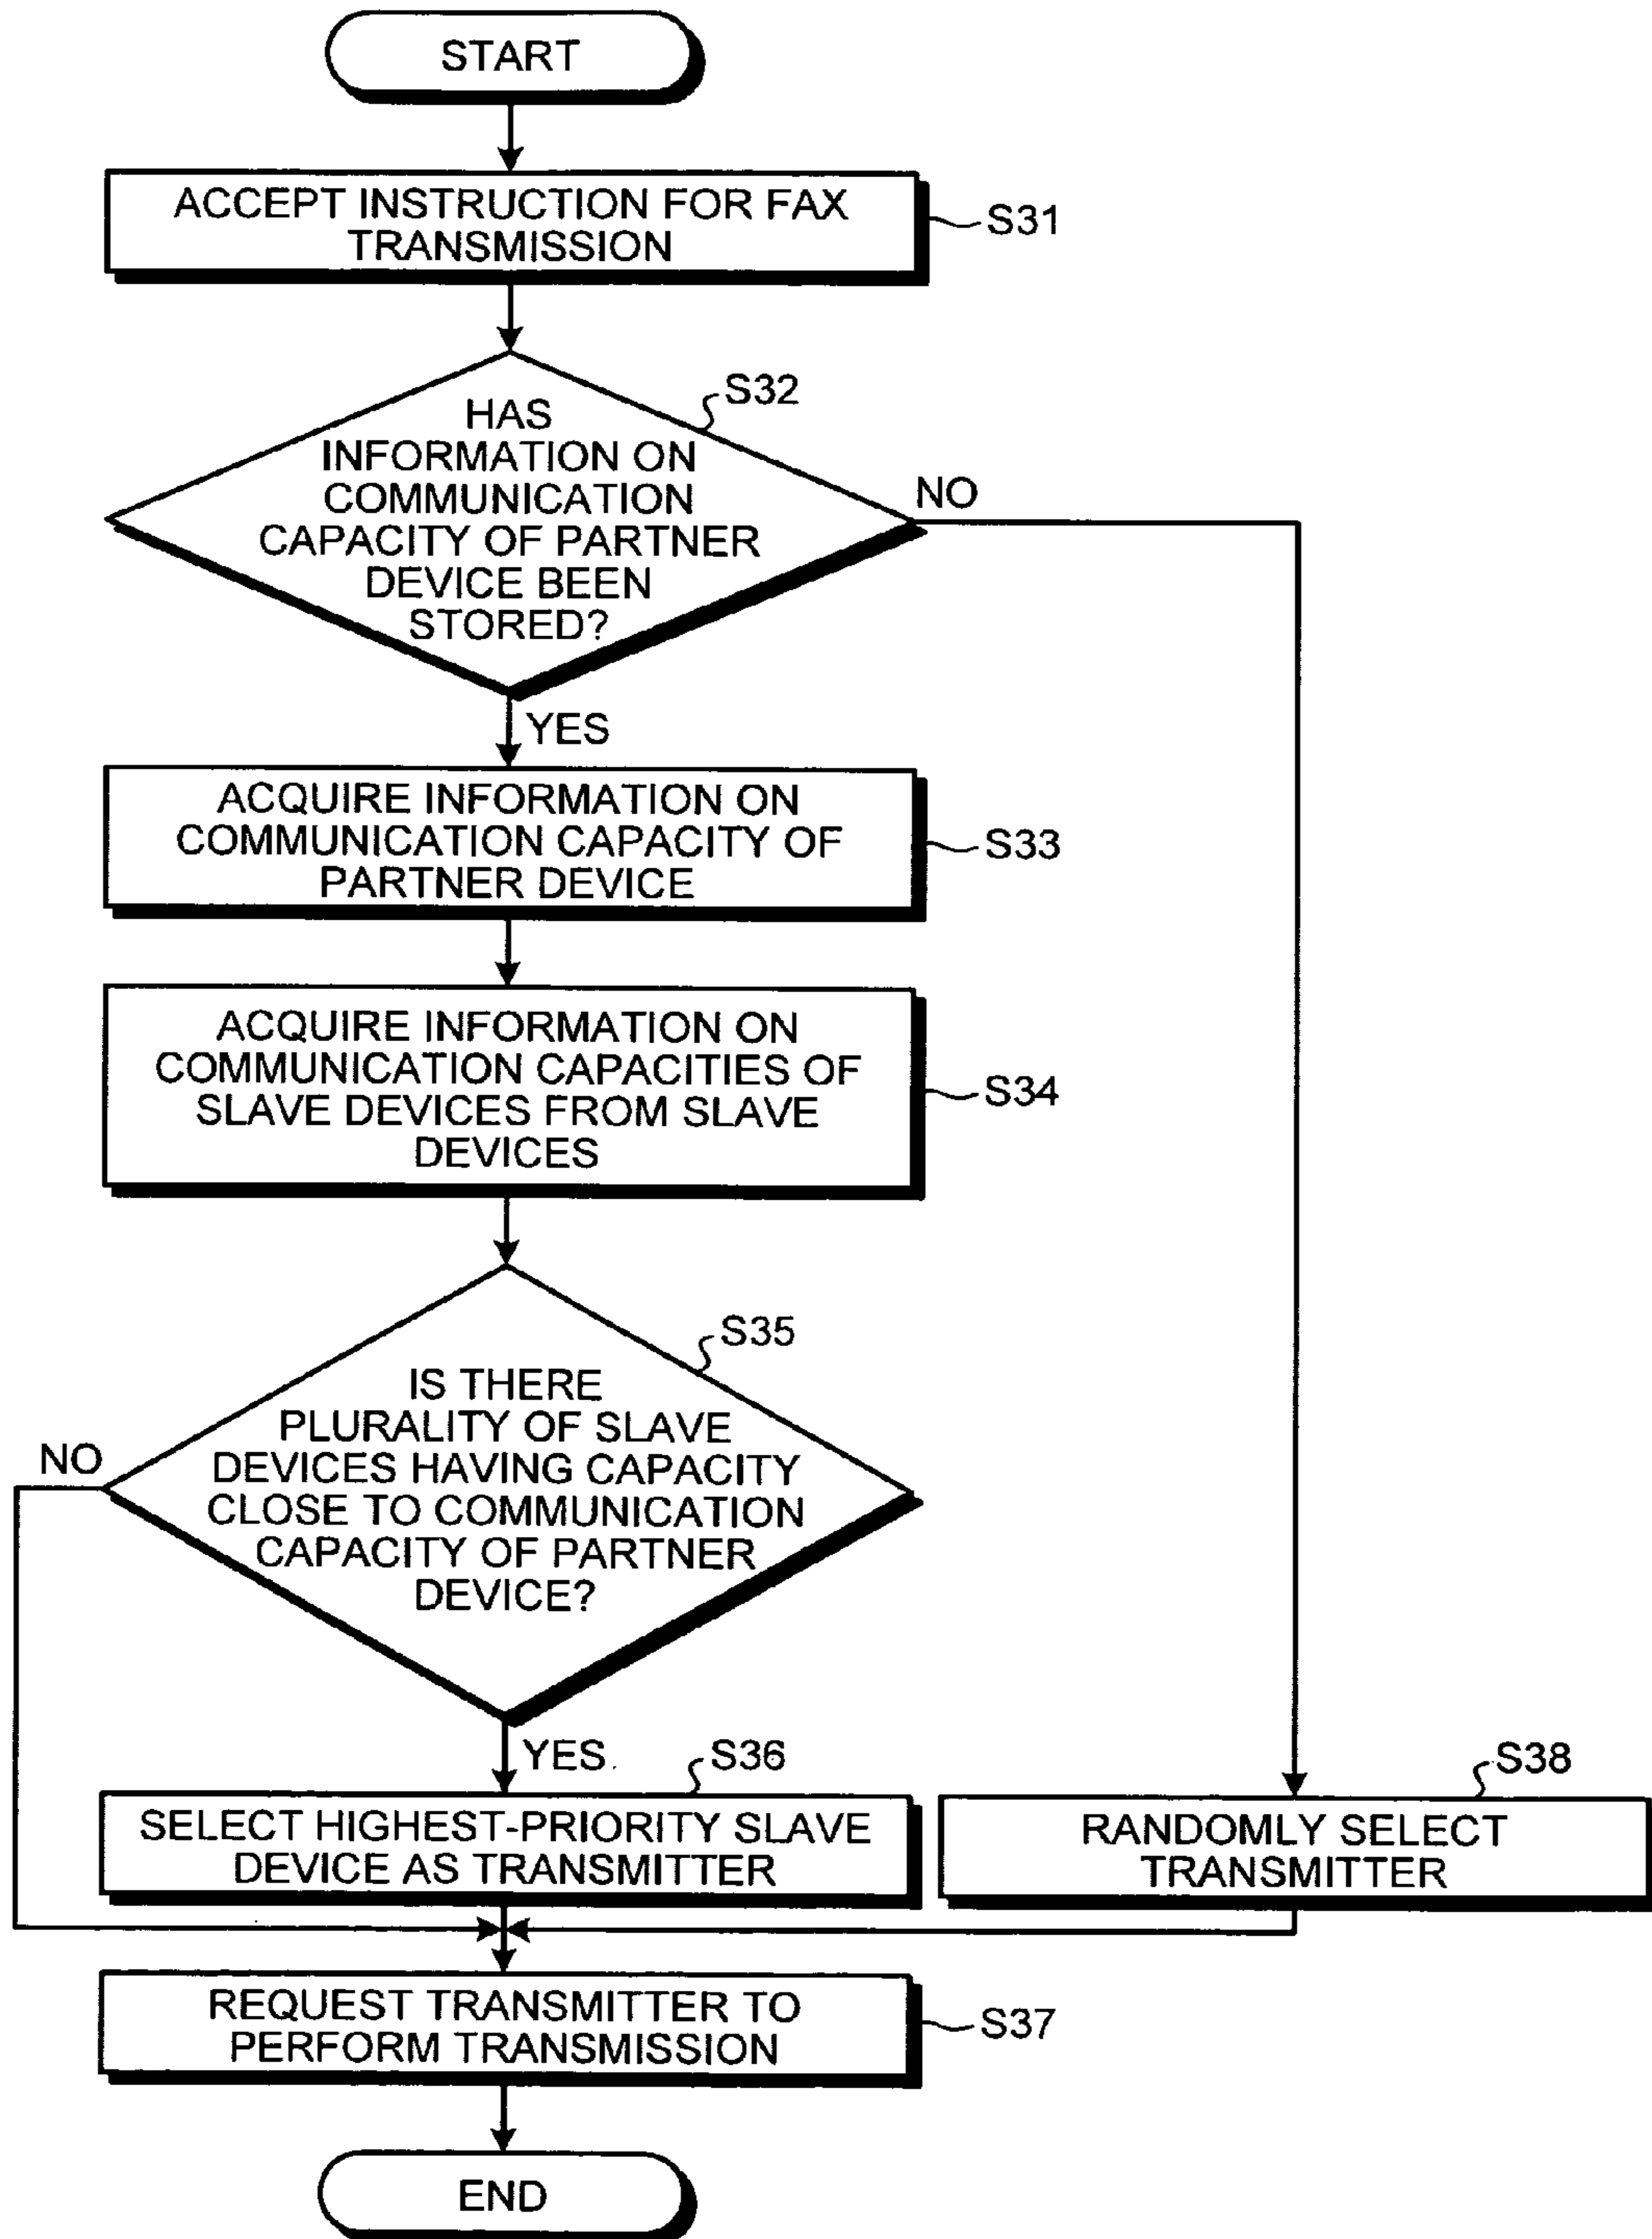 START
ACCEPT INSTRUCTION FOR FAX
TRANSMISSION
S31
S32
HAS
INFORMATION ON
COMMUNICATION
CAPACITY OF PARTNER
DEVICE BEEN
STORED?
NO
YES
ACQUIRE INFORMATION ON
COMMUNICATION CAPACITY OF
PARTNER DEVICE
S33
ACQUIRE INFORMATION ON
COMMUNICATION CAPACITIES OF
SLAVE DEVICES FROM SLAVE
DEVICES
S34
S35
IS THERE
PLURALITY OF SLAVE
DEVICES HAVING CAPACITY
CLOSE TO COMMUNICATION
CAPACITY OF PARTNER
DEVICE?
NO
YES
S36
SELECT HIGHEST-PRIORITY SLAVE
DEVICE AS TRANSMITTER
S38
RANDOMLY SELECT
TRANSMITTER
REQUEST TRANSMITTER TO
PERFORM TRANSMISSION
S37
END